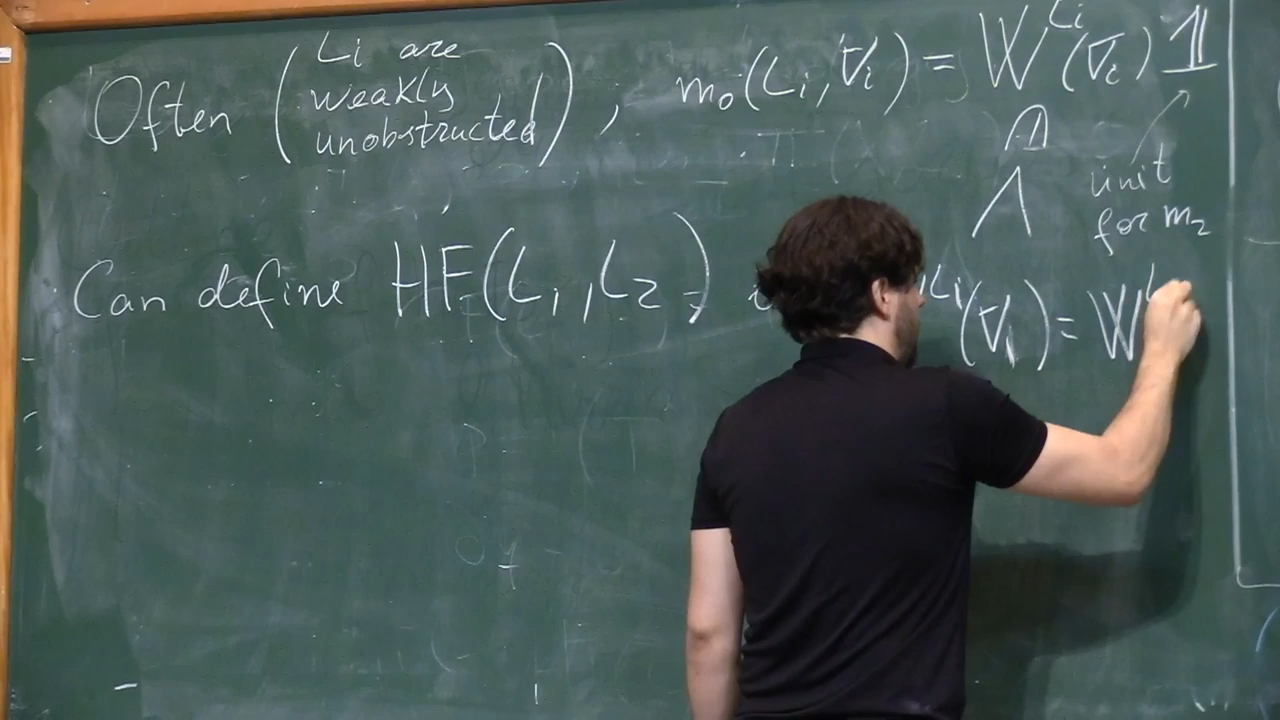 Often ( Li are weakly unobstructed ), m₀(Li, ∇i) = W^{Li}(∇i) 𝟙
⋒
Λ
unit
for m₂
Can define HF(L₁, L₂) ^{Li}(∇₁) = W^L